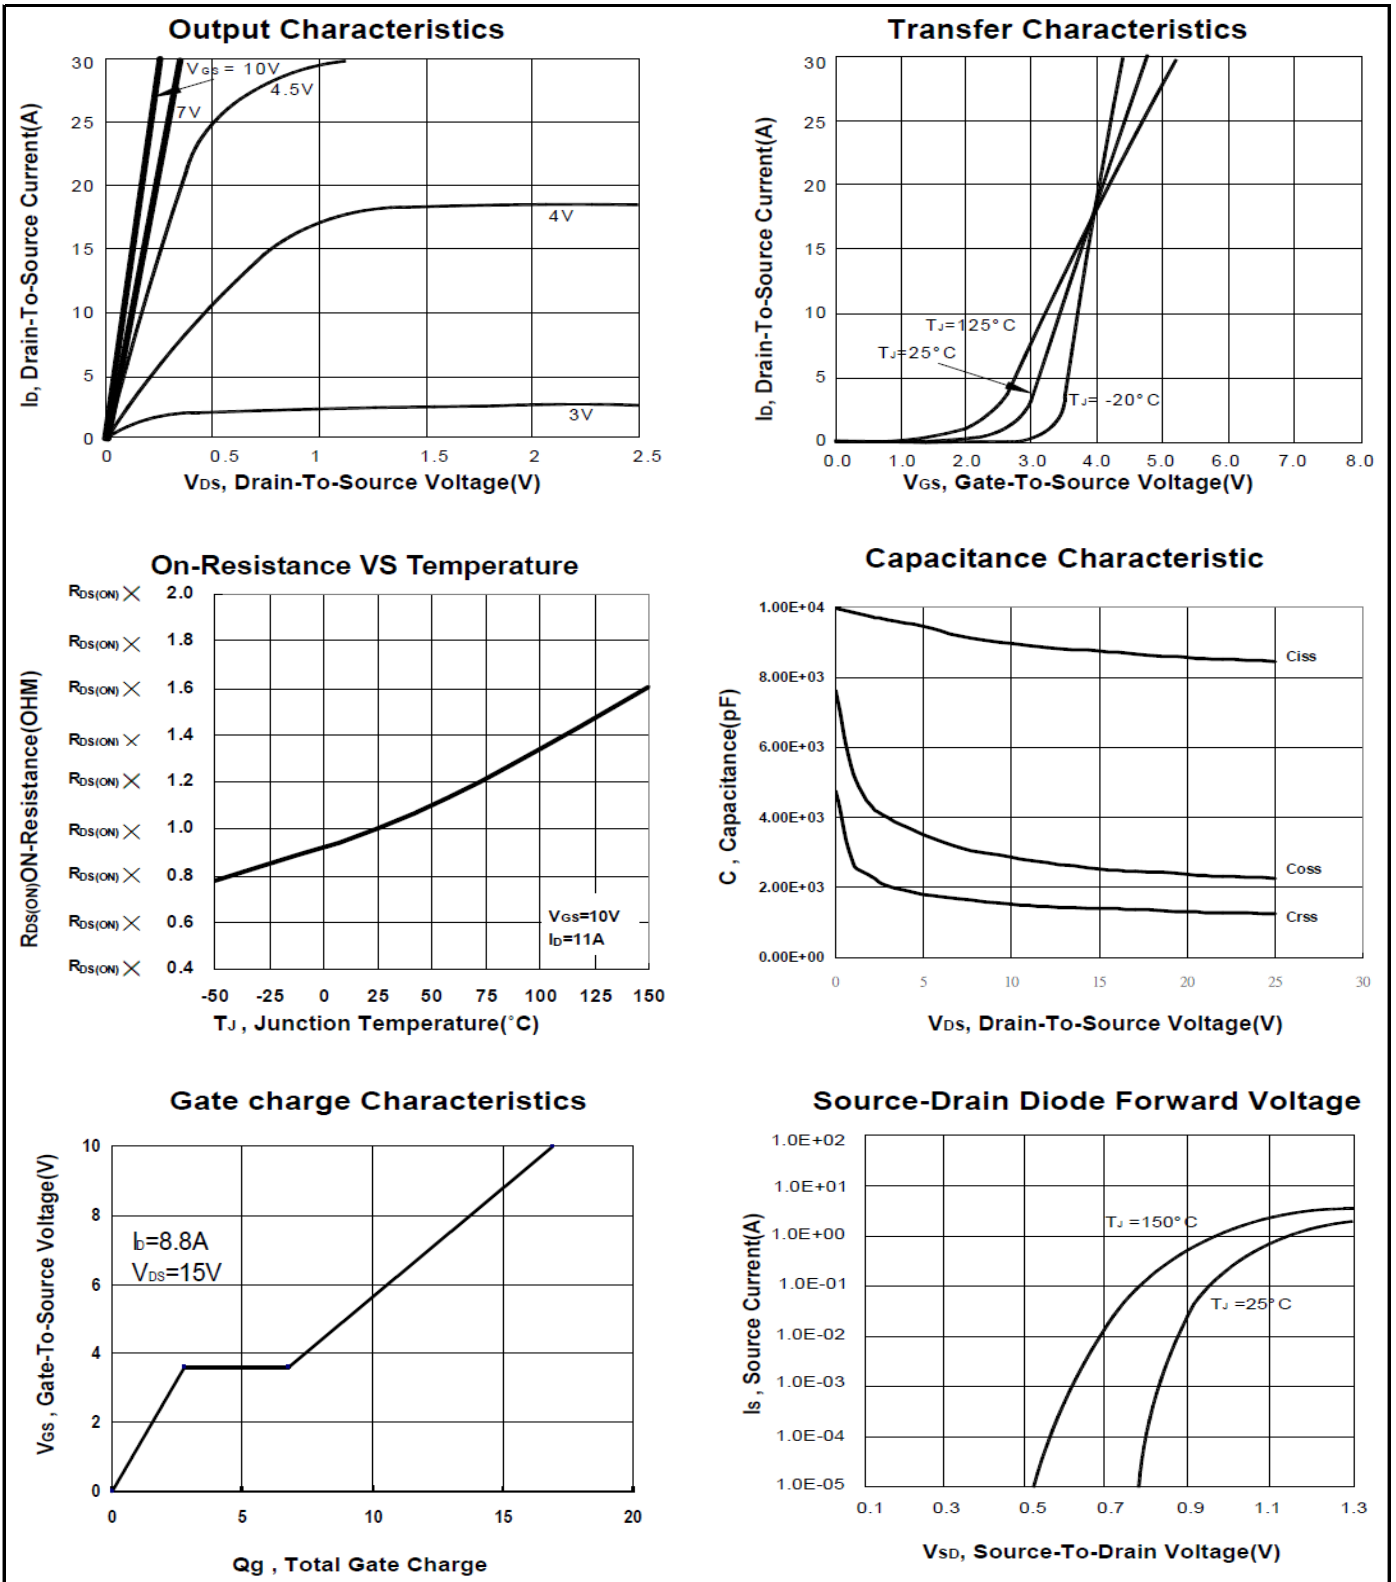 Output Characteristics
30
25
20
15
10
5
0
VGS = 10V
7V
4.5V
4V
3V
ID, Drain-To-Source Current(A)
0 0.5 1 2 2.5
VDS, Drain-To-Source Voltage(V)
Transfer Characteristics
30
25
20
15
10
5
0
TJ=125°C
TJ=25°C
TJ= -20°C
ID, Drain-To-Source Current(A)
0.0 1.0 2.0 3.0 4.0 5.0 6.0 7.0 8.0
VGS, Gate-To-Source Voltage(V)
On-Resistance VS Temperature
RDS(ON) × 2.0
RDS(ON) × 1.8
RDS(ON) × 1.6
RDS(ON) × 1.4
RDS(ON) × 1.2
RDS(ON) × 1.0
RDS(ON) × 0.8
RDS(ON) × 0.6
RDS(ON) × 0.4
RDS(ON)ON-Resistance(OHM)
VGS=10V
ID=11A
-50 -25 0 25 50 75 100 125 150
TJ , Junction Temperature(°C)
Capacitance Characteristic
1.00E+04
8.00E+03
6.00E+03
4.00E+03
2.00E+03
0.00E+00
C , Capacitance(pF)
Ciss
Coss
Crss
0 5 10 15 20 25 30
VDS, Drain-To-Source Voltage(V)
Gate charge Characteristics
10
8
6
4
2
0
VGS , Gate-To-Source Voltage(V)
ID=8.8A
VDS=15V
0 5 10 15 20
Qg , Total Gate Charge
Source-Drain Diode Forward Voltage
1.0E+02
1.0E+01
1.0E+00
1.0E-01
1.0E-02
1.0E-03
1.0E-04
1.0E-05
IS , Source Current(A)
TJ =150°C
TJ =25°C
0.1 0.3 0.5 0.7 0.9 1.1 1.3
VSD, Source-To-Drain Voltage(V)